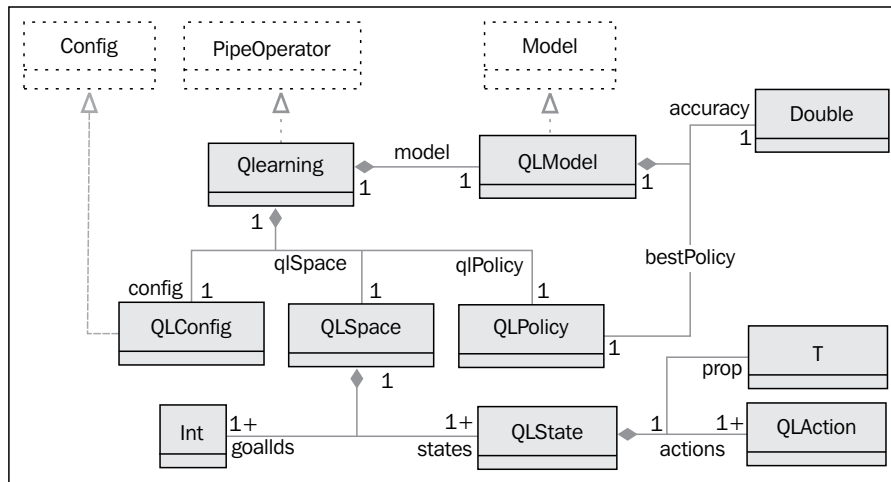 Config
PipeOperator
Model
accuracy
Double
1
Qlearning
model
QLModel
1
1
1
1
qlSpace
qlPolicy
bestPolicy
config
1
1
1
QLConfig
QLSpace
QLPolicy
1
1
T
prop
Int
1+
goalIds
1+
states
QLState
1
1+
actions
QLAction